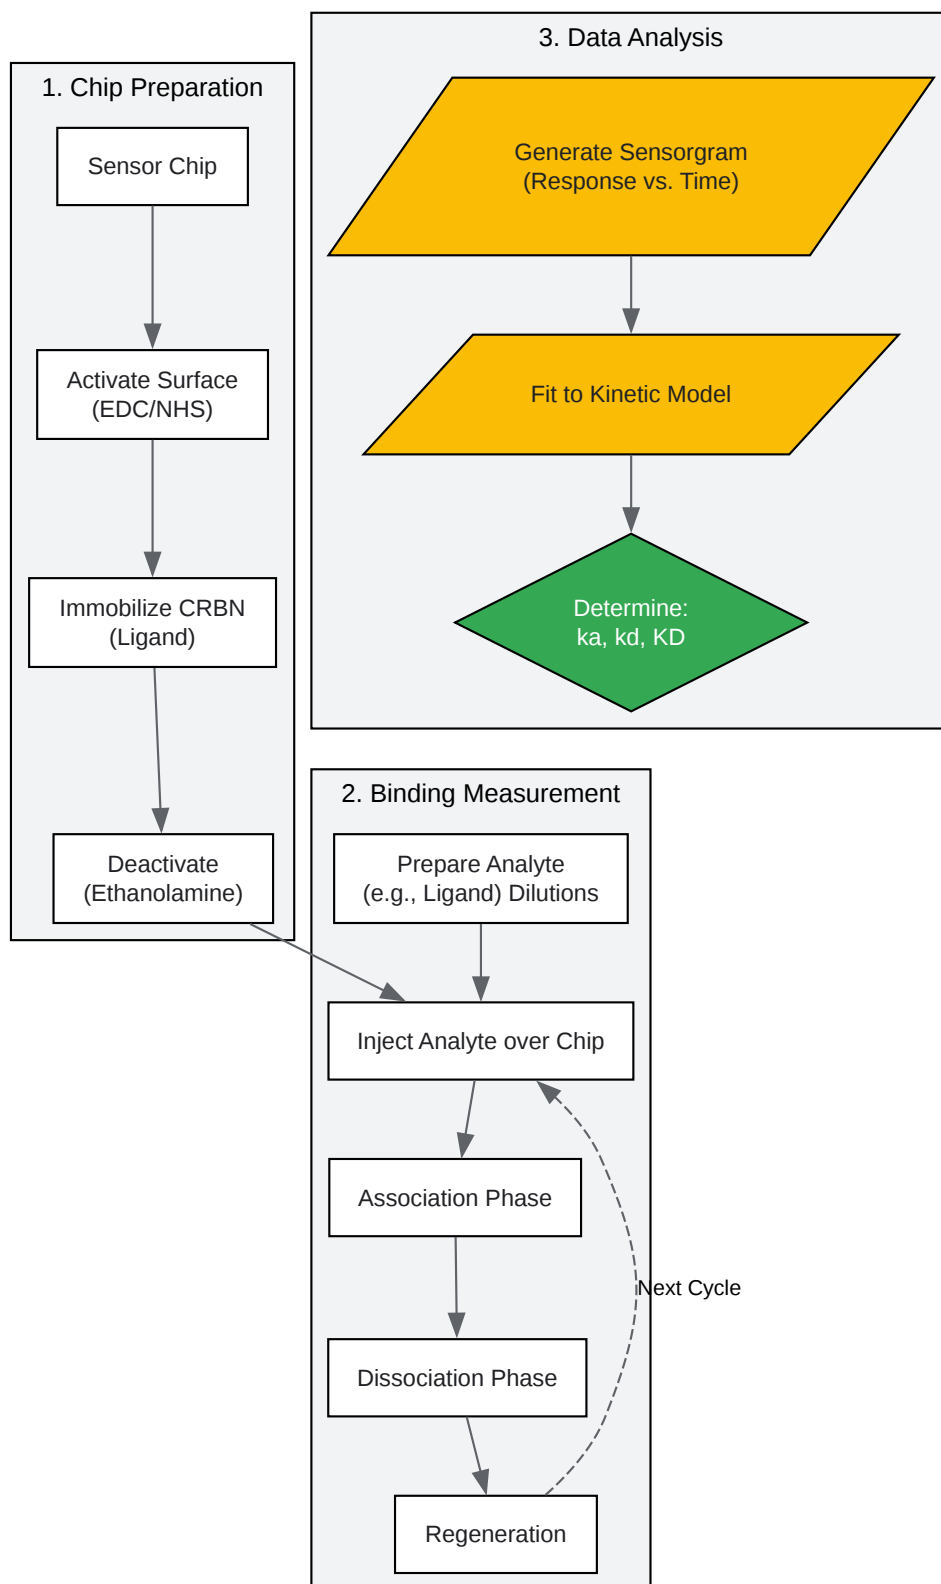 1. Chip Preparation
Sensor Chip
Activate Surface
(EDC/NHS)
Immobilize CRBN
(Ligand)
Deactivate
(Ethanolamine)
3. Data Analysis
Generate Sensorgram
(Response vs. Time)
Fit to Kinetic Model
Determine:
ka, kd, KD
2. Binding Measurement
Prepare Analyte
(e.g., Ligand) Dilutions
Inject Analyte over Chip
Association Phase
Next Cycle
Dissociation Phase
Regeneration